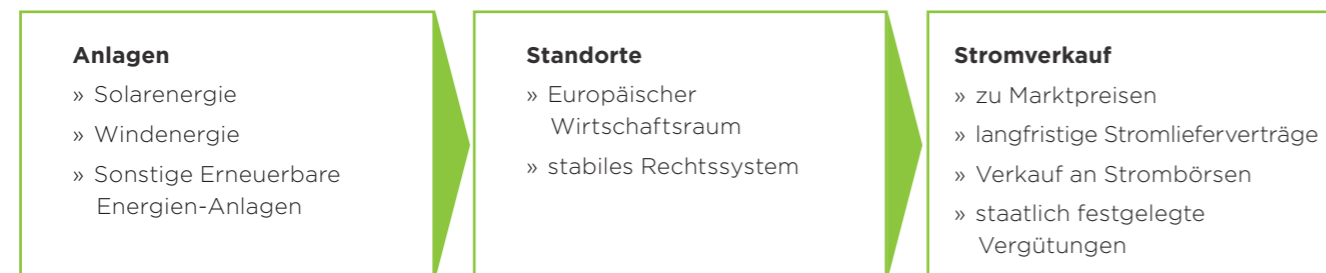 Anlagen
» Solarenergie
» Windenergie
» Sonstige Erneuerbare
Energien-Anlagen
Standorte
» Europäischer
Wirtschaftsraum
» stabiles Rechtssystem
Stromverkauf
» zu Marktpreisen
» langfristige Stromlieferverträge
» Verkauf an Strombörsen
» staatlich festgelegte
Vergütungen